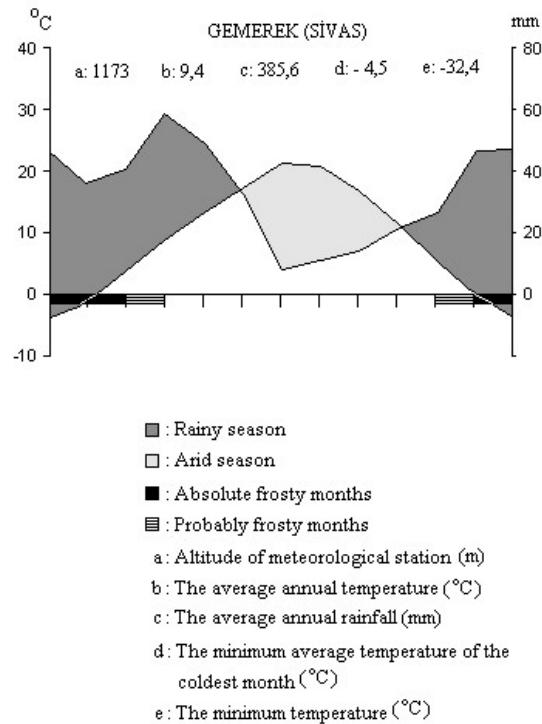 °C
mm
GEMEREK (SİVAS)
a: 1173 b: 9,4 c: 385,6 d: - 4,5 e: -32,4
40 80
30 60
20 40
10 20
0 0
-10
: Rainy season
: Arid season
: Absolute frosty months
: Probably frosty months
a : Altitude of meteorological station (m)
b : The average annual temperature (°C)
c : The average annual rainfall (mm)
d : The minimum average temperature of the
coldest month (°C)
e : The minimum temperature (°C)